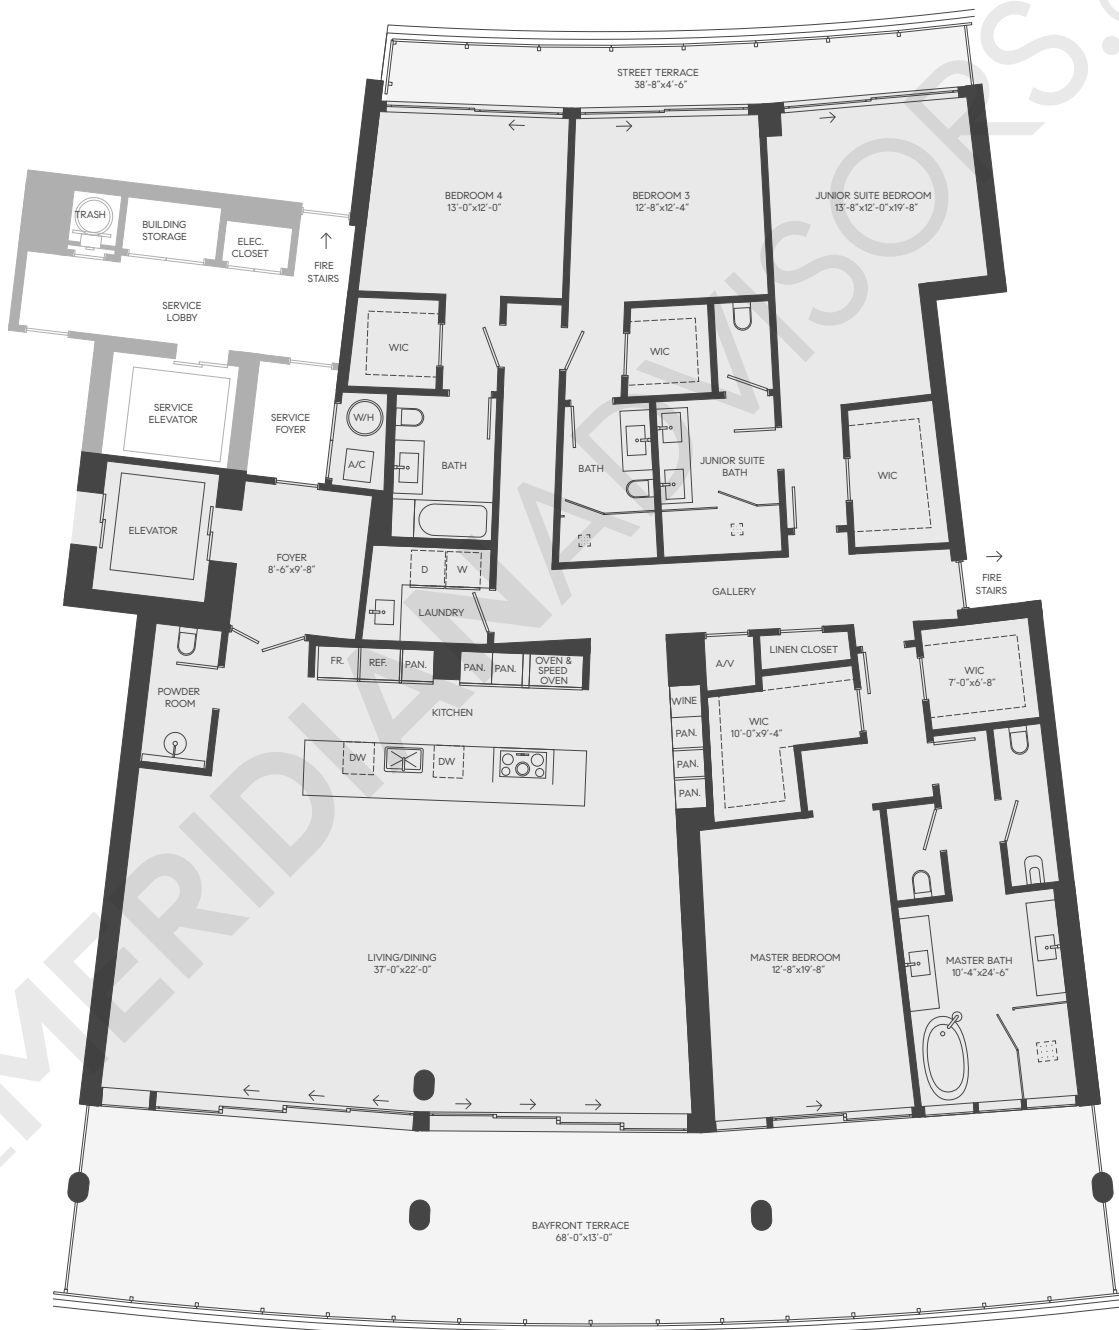 STREET TERRACE
38'-8"x4'-6"
BEDROOM 4
13'-0"x12'-0"
BEDROOM 3
12'-8"x12'-4"
JUNIOR SUITE BEDROOM
13'-8"x12'-0"x19'-8"
TRASH
BUILDING
STORAGE
ELEC.
CLOSET
FIRE
STAIRS
SERVICE
LOBBY
WIC
WIC
SERVICE
ELEVATOR
SERVICE
FOYER
W/H
A/C
BATH
BATH
JUNIOR SUITE
BATH
WIC
ELEVATOR
FOYER
8'-6"x9'-8"
D
W
LAUNDRY
GALLERY
FIRE
STAIRS
FR.
REF.
PAN.
PAN.
PAN.
OVEN &
SPEED
OVEN
A/V
LINEN CLOSET
WIC
7'-0"x6'-8"
POWDER
ROOM
KITCHEN
WINE
PAN.
PAN.
PAN.
WIC
10'-0"x9'-4"
DW
DW
LIVING/DINING
37'-0"x22'-0"
MASTER BEDROOM
12'-8"x19'-8"
MASTER BATH
10'-4"x24'-6"
BAYFRONT TERRACE
68'-0"x13'-0"
EMERIDIANADVISORS.